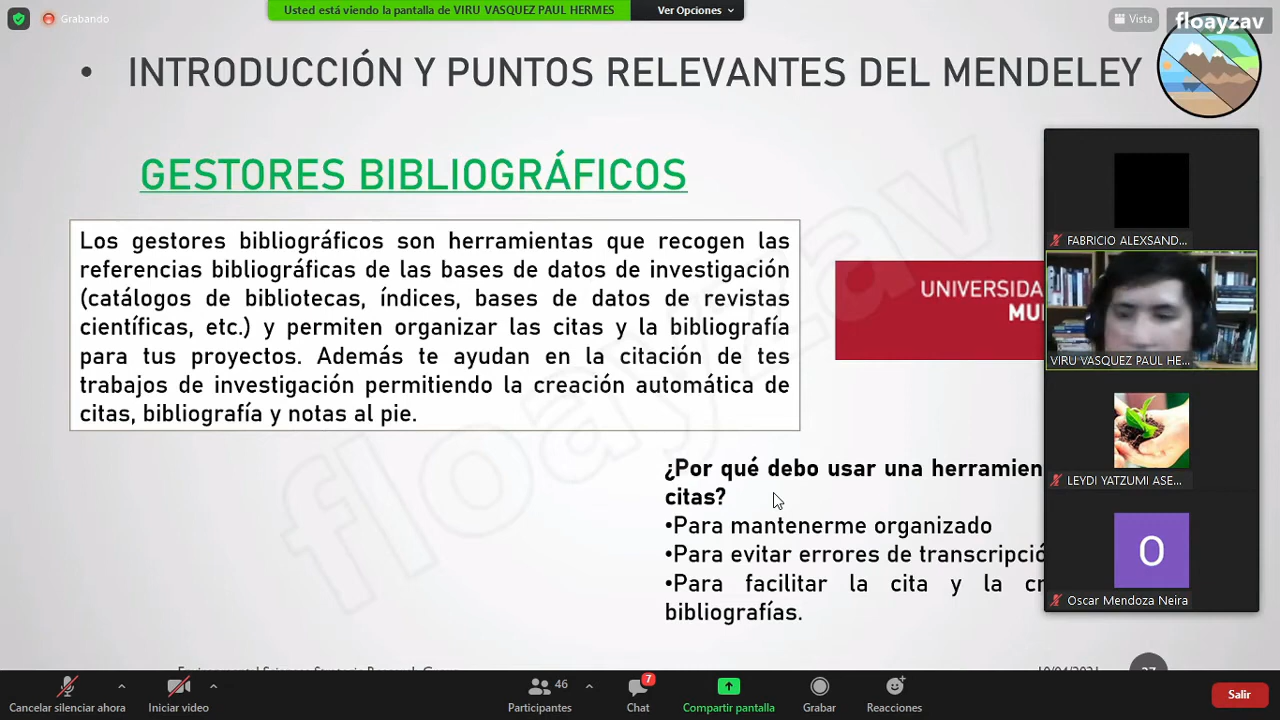 Grabando
Usted está viendo la pantalla de VIRU VASQUEZ PAUL HERMES
Ver Opciones
Vista
floayzav
• INTRODUCCIÓN Y PUNTOS RELEVANTES DEL MENDELEY
GESTORES BIBLIOGRÁFICOS
Los gestores bibliográficos son herramientas que recogen las
referencias bibliográficas de las bases de datos de investigación
(catálogos de bibliotecas, índices, bases de datos de revistas
científicas, etc.) y permiten organizar las citas y la bibliografía
para tus proyectos. Además te ayudan en la citación de tes
trabajos de investigación permitiendo la creación automática de
citas, bibliografía y notas al pie.
UNIVERSIDA
MU
¿Por qué debo usar una herramien
citas?
•Para mantenerme organizado
•Para evitar errores de transcripció
•Para facilitar la cita y la cr
bibliografías.
floayzav
FABRICIO ALEXSAND...
VIRU VASQUEZ PAUL HE...
LEYDI YATZUMI ASE...
O
Oscar Mendoza Neira
Cancelar silenciar ahora
Iniciar video
46
Participantes
7
Chat
Compartir pantalla
Grabar
Reacciones
Salir